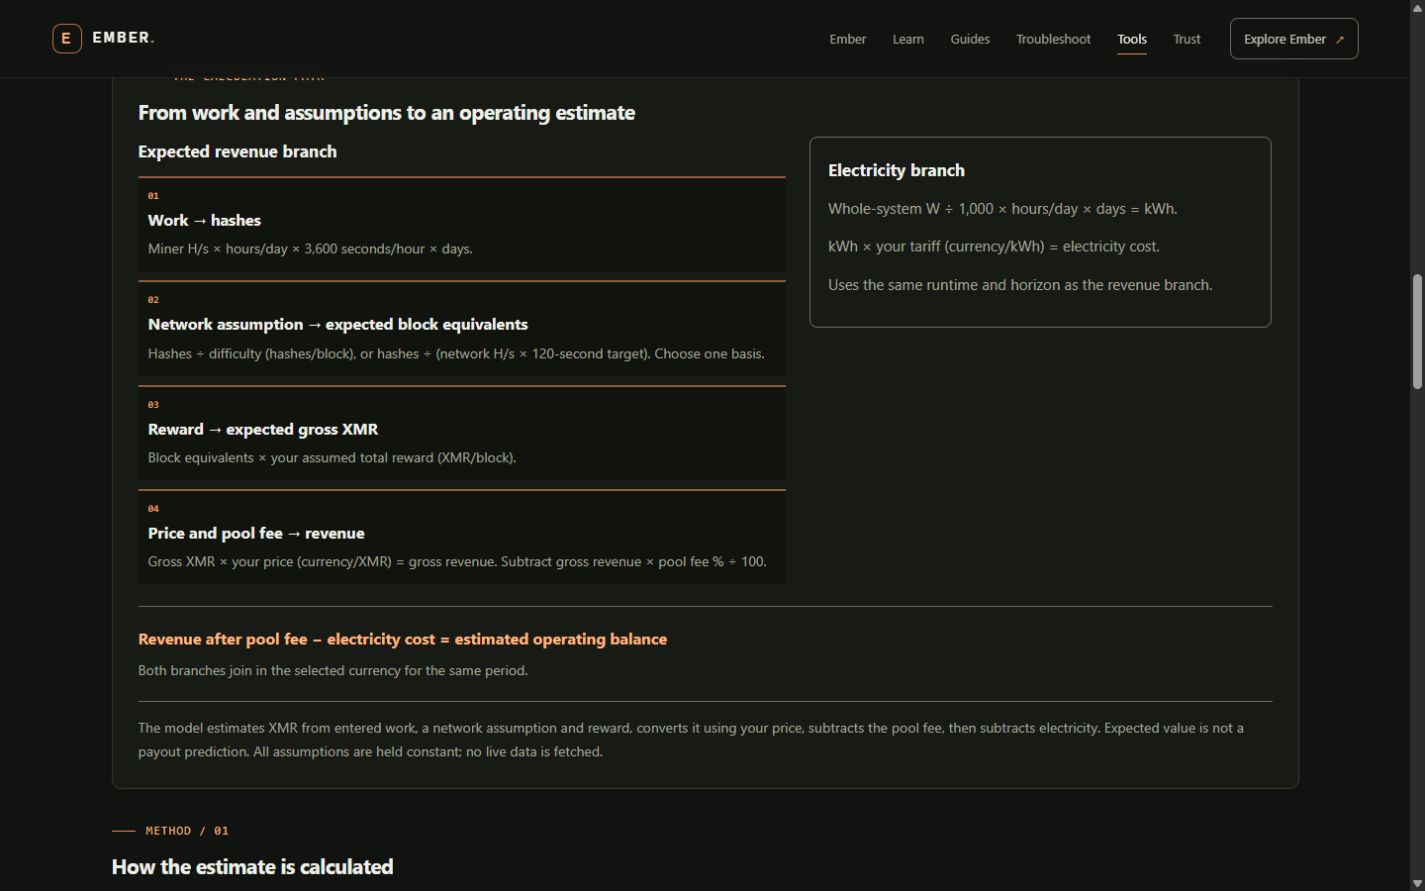 E EMBER.
Ember Learn Guides Troubleshoot Tools Trust Explore Ember ↗
THE CALCULATION PATH
From work and assumptions to an operating estimate
Expected revenue branch
01
Work → hashes
Miner H/s × hours/day × 3,600 seconds/hour × days.
02
Network assumption → expected block equivalents
Hashes ÷ difficulty (hashes/block), or hashes ÷ (network H/s × 120-second target). Choose one basis.
03
Reward → expected gross XMR
Block equivalents × your assumed total reward (XMR/block).
04
Price and pool fee → revenue
Gross XMR × your price (currency/XMR) = gross revenue. Subtract gross revenue × pool fee % ÷ 100.
Electricity branch
Whole-system W ÷ 1,000 × hours/day × days = kWh.
kWh × your tariff (currency/kWh) = electricity cost.
Uses the same runtime and horizon as the revenue branch.
Revenue after pool fee − electricity cost = estimated operating balance
Both branches join in the selected currency for the same period.
The model estimates XMR from entered work, a network assumption and reward, converts it using your price, subtracts the pool fee, then subtracts electricity. Expected value is not a
payout prediction. All assumptions are held constant; no live data is fetched.
METHOD / 01
How the estimate is calculated